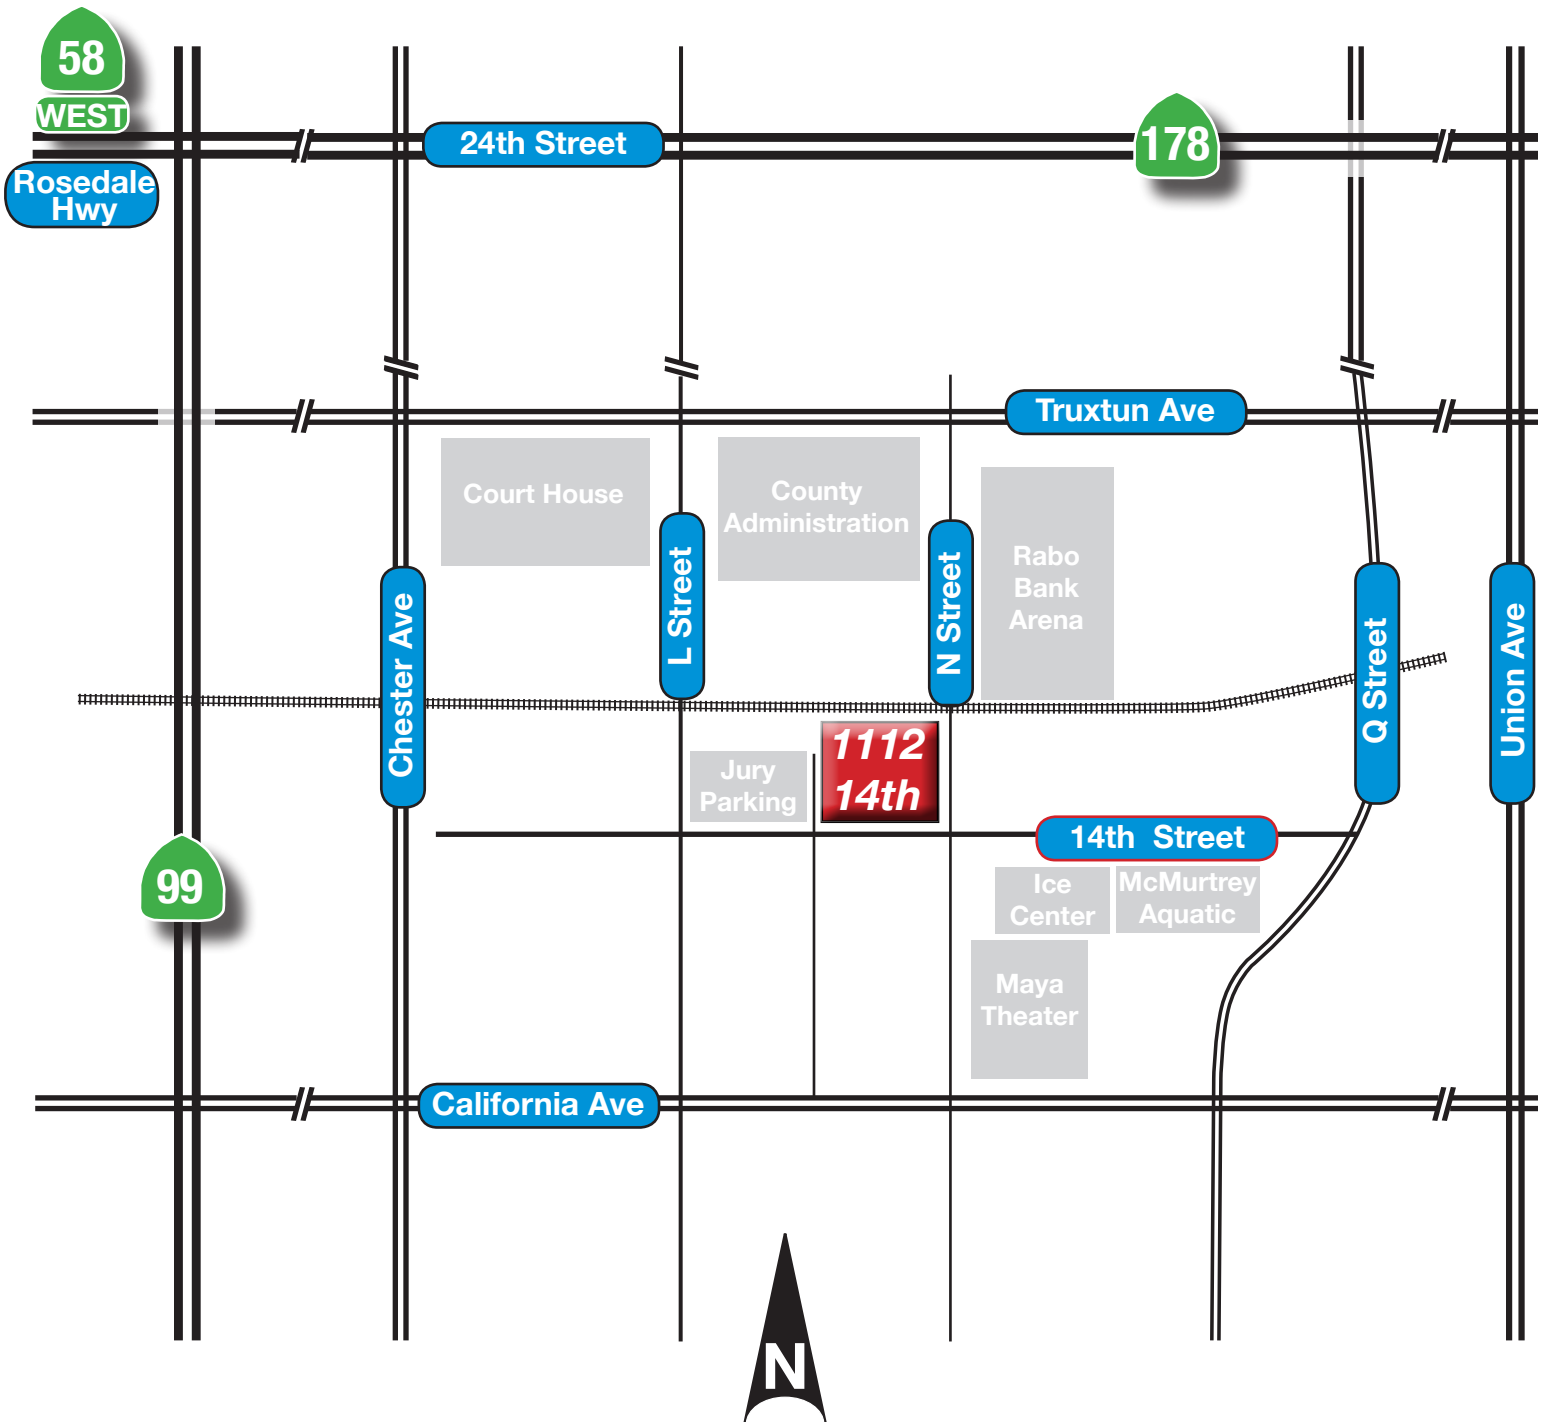 58
WEST
24th Street
178
Rosedale
Hwy
Truxtun Ave
Court House
County
Administration
Rabo
Bank
Arena
L Street
N Street
Chester Ave
Q Street
Union Ave
1112
14th
Jury
Parking
14th Street
99
Ice
Center
McMurtrey
Aquatic
Maya
Theater
California Ave
N